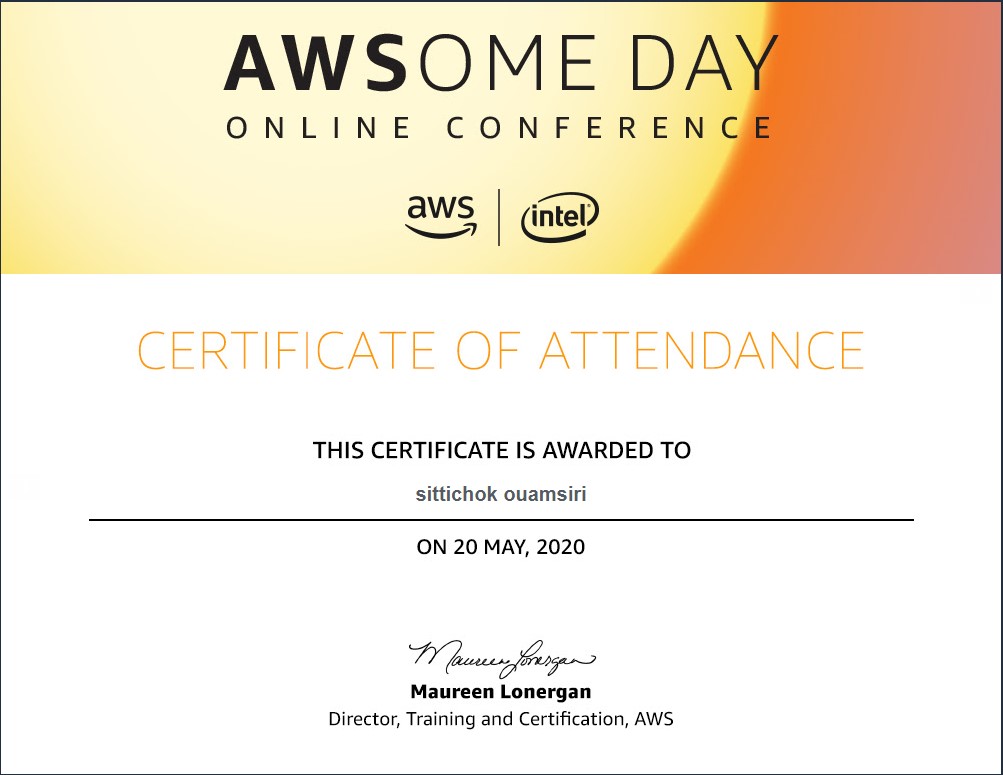 AWSOME DAY
ONLINE CONFERENCE
aws | intel
CERTIFICATE OF ATTENDANCE
THIS CERTIFICATE IS AWARDED TO
sittichok ouamsiri
ON 20 MAY, 2020
Maureen Lonergan
Maureen Lonergan
Director, Training and Certification, AWS